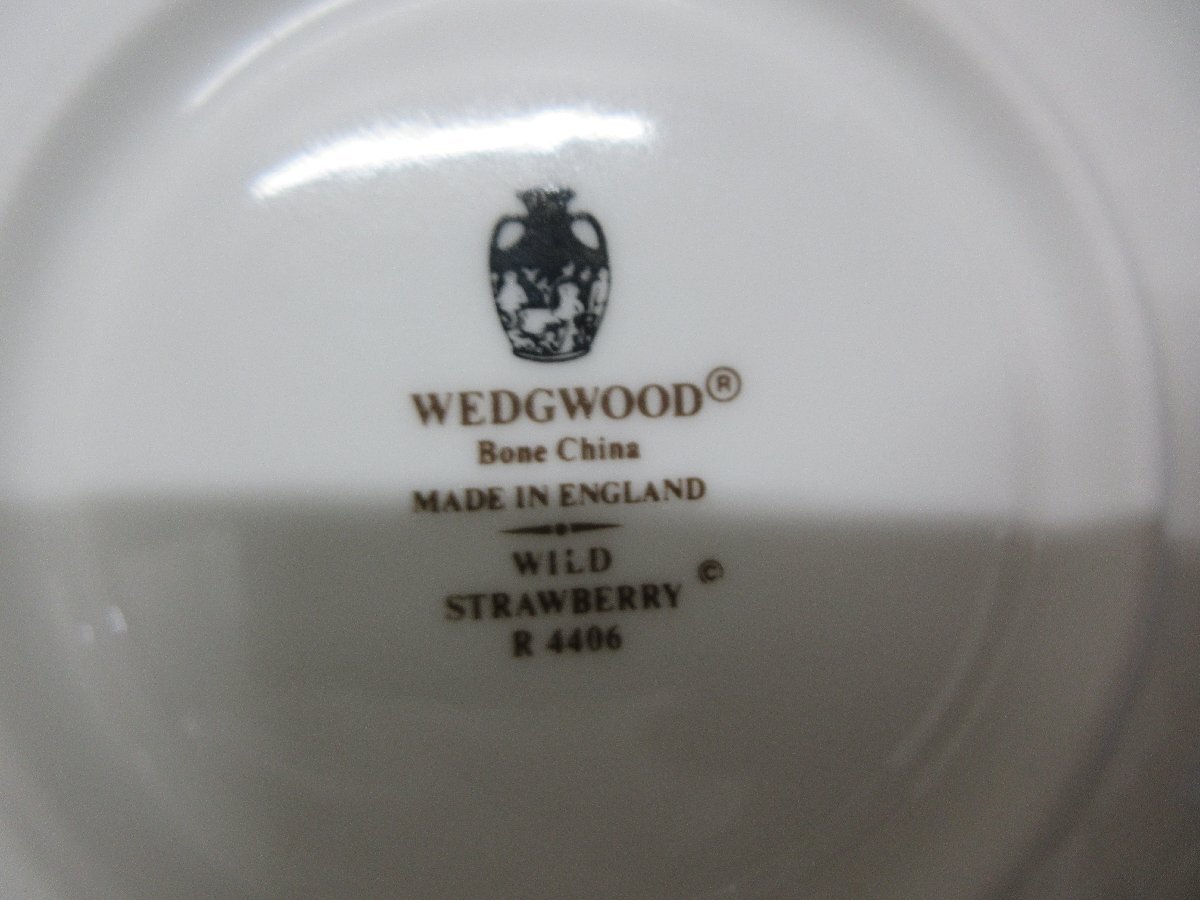 WEDGWOOD®
Bone China
MADE IN ENGLAND
WILD
STRAWBERRY ©
R 4406